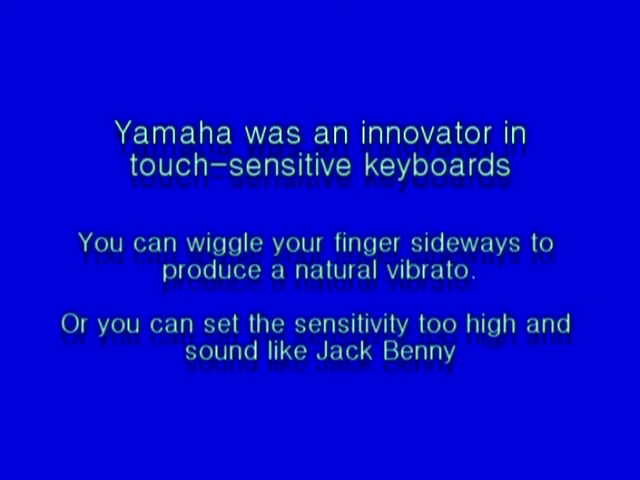 Yamaha was an innovator in
touch-sensitive keyboards
You can wiggle your finger sideways to
produce a natural vibrato.
Or you can set the sensitivity too high and
sound like Jack Benny